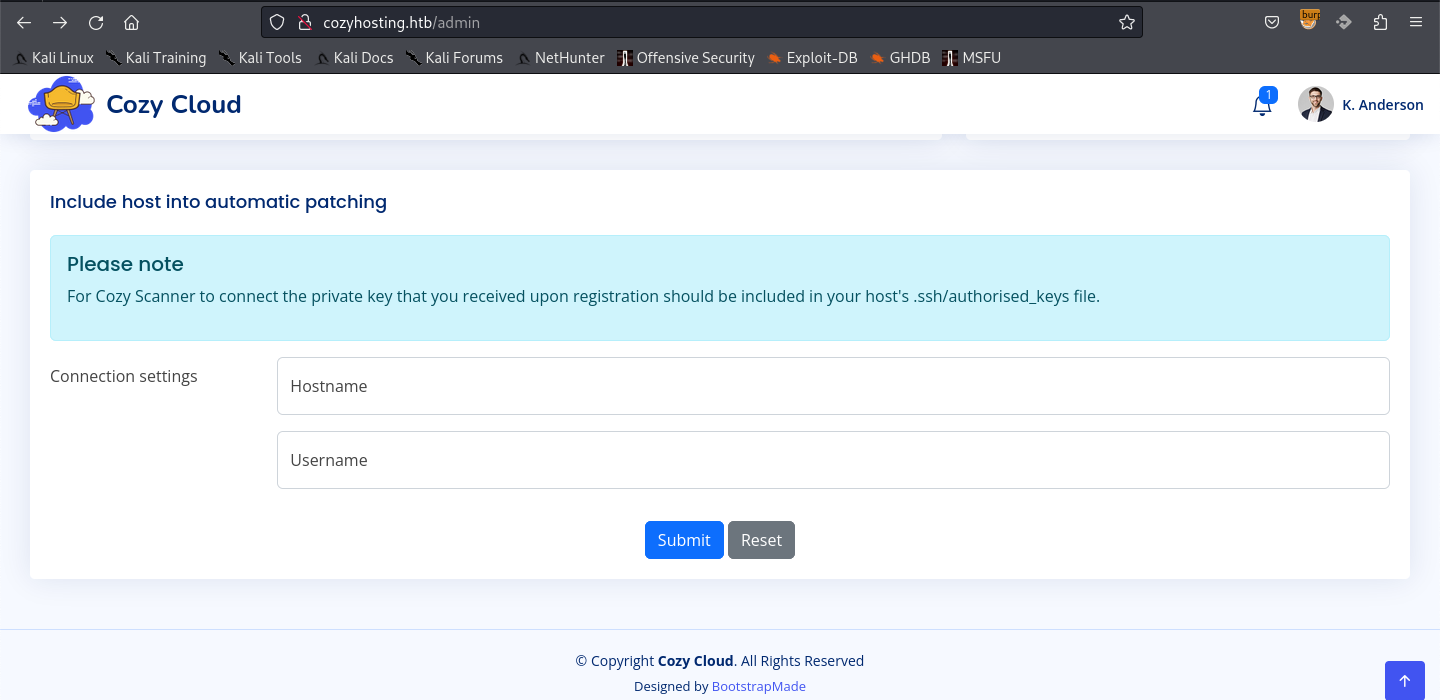 cozyhosting.htb/admin
burp
Kali Linux Kali Training Kali Tools Kali Docs Kali Forums NetHunter Offensive Security Exploit-DB GHDB MSFU
Cozy Cloud 1 K. Anderson
Include host into automatic patching
Please note
For Cozy Scanner to connect the private key that you received upon registration should be included in your host's .ssh/authorised_keys file.
Connection settings
Hostname
Username
Submit Reset
© Copyright Cozy Cloud. All Rights Reserved
Designed by BootstrapMade